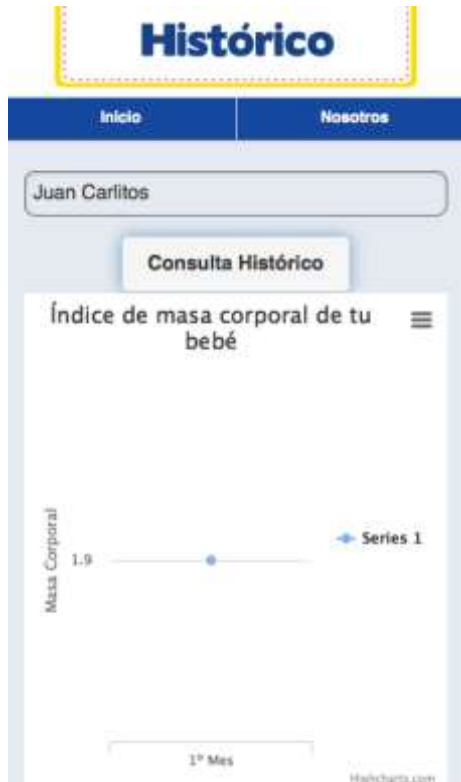 Histórico
Inicio
Nosotros
Juan Carlitos
Consulta Histórico
Índice de masa corporal de tu
bebé
Masa Corporal
1.9
Series 1
1º Mes
Highcharts.com